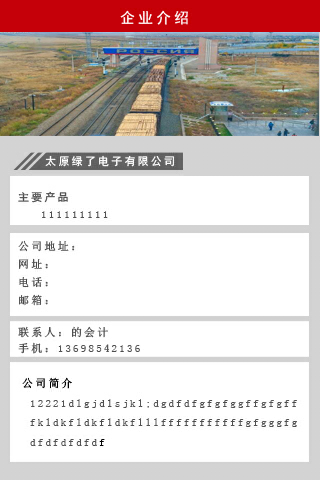 企业介绍
РОССИЯ
太原绿了电子有限公司
主要产品
111111111
公司地址：
网址：
电话：
邮箱：
联系人：的会计
手机：13698542136
公司简介
12221dlgjdlsjkl;dgdfdfgfgfggffgfgff
fkldkfldkfldkflllfffffffffffgfgggfg
dfdfdfdfdf